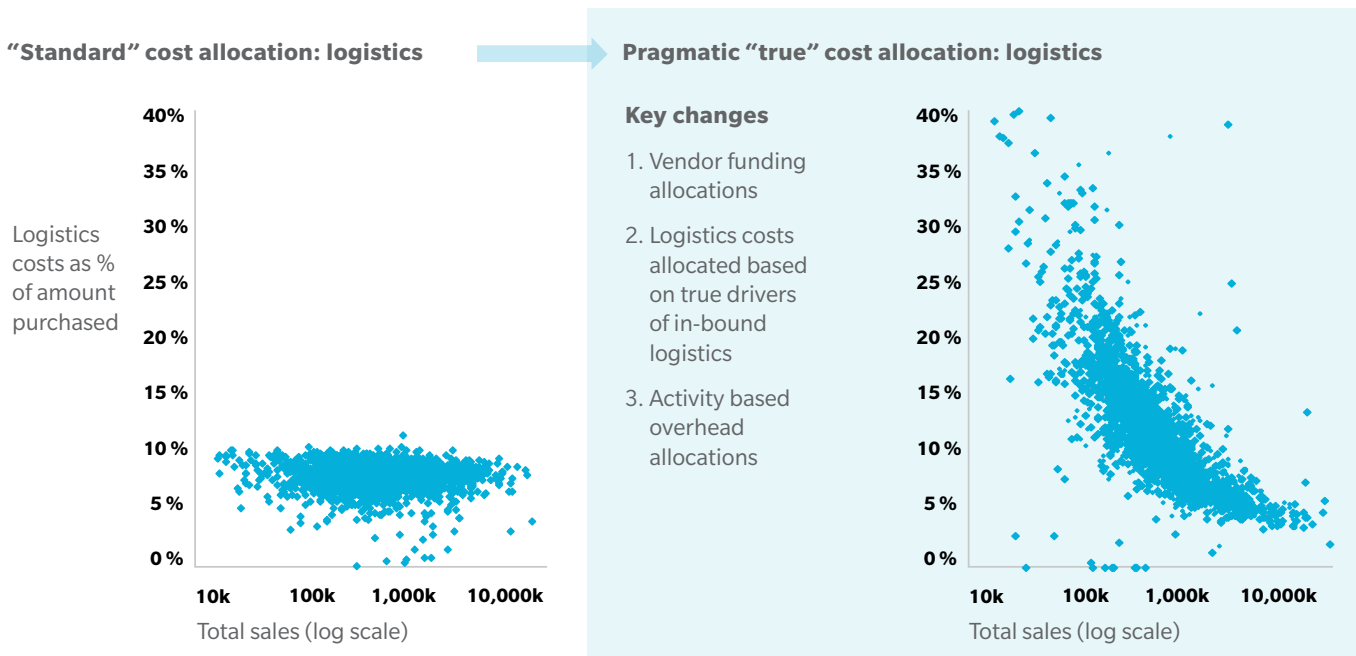 “Standard” cost allocation: logistics
40%
35 %
30 %
25 %
20 %
15 %
10 %
5 %
0 %
Logistics
costs as %
of amount
purchased
10k 100k 1,000k 10,000k
Total sales (log scale)
Pragmatic “true” cost allocation: logistics
Key changes
1. Vendor funding
allocations
2. Logistics costs
allocated based
on true drivers
of in-bound
logistics
3. Activity based
overhead
allocations
40%
35 %
30 %
25 %
20 %
15 %
10 %
5 %
0 %
10k 100k 1,000k 10,000k
Total sales (log scale)